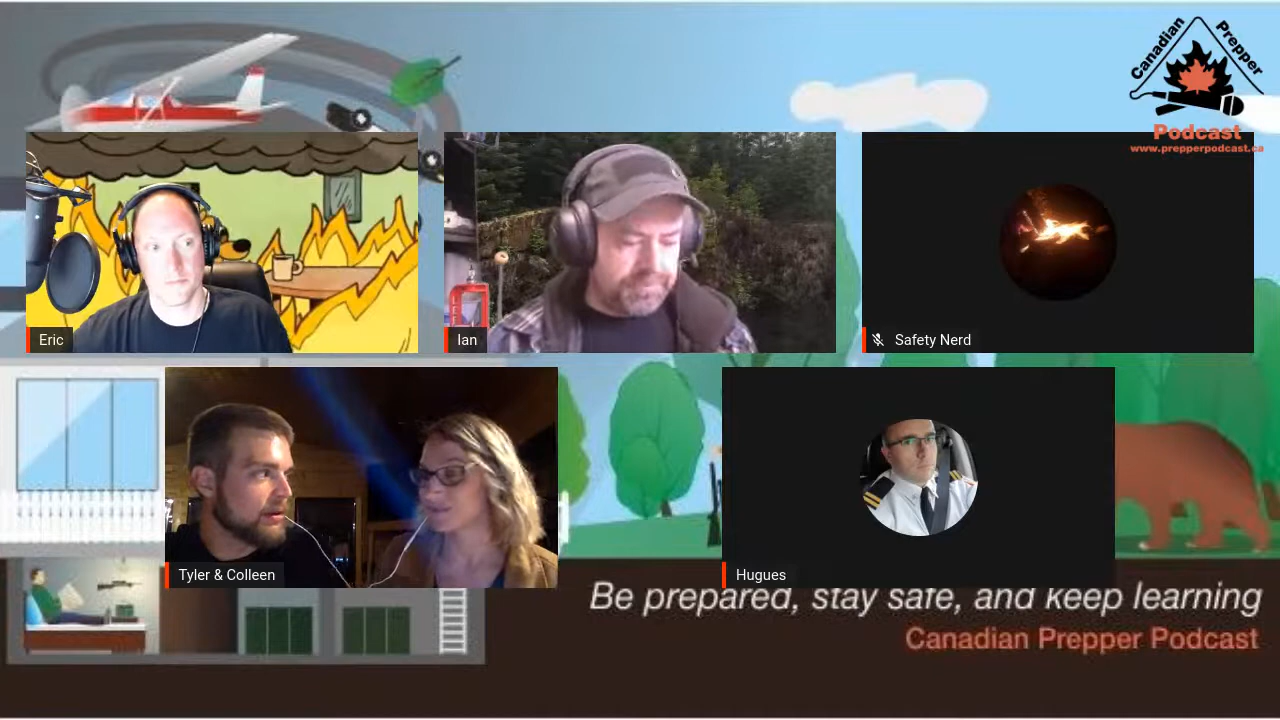 Canadian
Prepper
Podcast
www.prepperpodcast.ca
Eric
Ian
Safety Nerd
Tyler & Colleen
Hugues
Be prepared, stay safe, and keep learning
Canadian Prepper Podcast